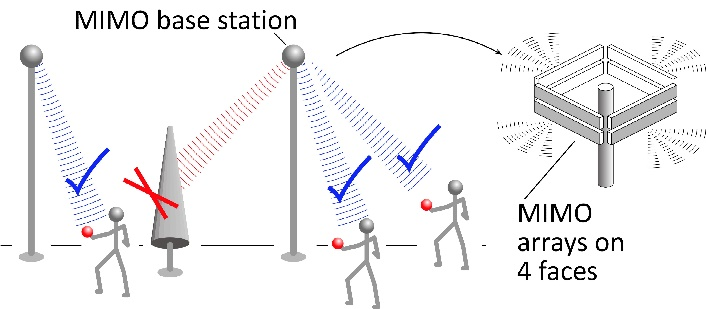 MIMO base station
MIMO
arrays on
4 faces